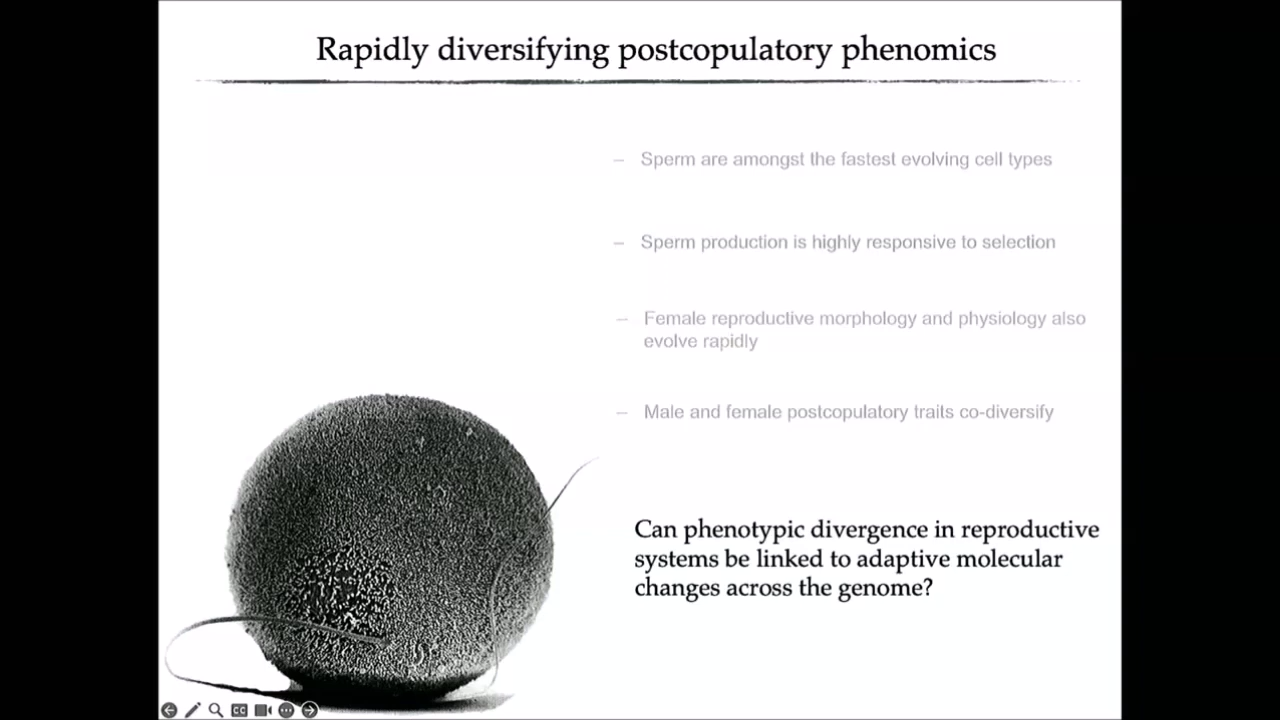 Rapidly diversifying postcopulatory phenomics
– Sperm are amongst the fastest evolving cell types
– Sperm production is highly responsive to selection
– Female reproductive morphology and physiology also
evolve rapidly
– Male and female postcopulatory traits co-diversify
Can phenotypic divergence in reproductive
systems be linked to adaptive molecular
changes across the genome?
CC